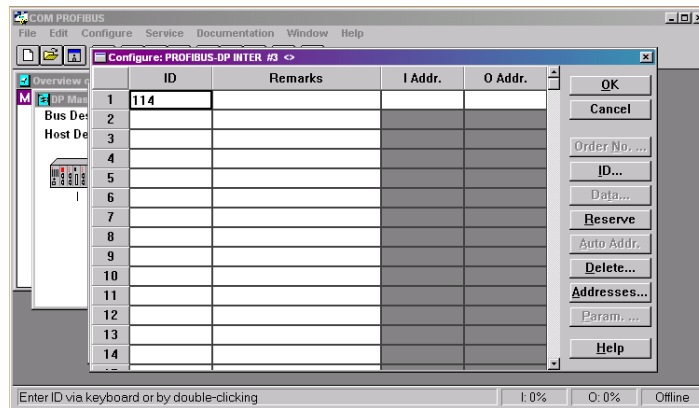 COM PROFIBUS
File Edit Configure Service Documentation Window Help
Configure: PROFIBUS-DP INTER #3 <>
Overview
M
DP Mas
Bus Des
Host De
ID Remarks I Addr. O Addr.
1 114
2
3
4
5
6
7
8
9
10
11
12
13
14
OK
Cancel
Order No. ...
ID...
Data...
Reserve
Auto Addr.
Delete...
Addresses...
Param. ...
Help
Enter ID via keyboard or by double-clicking I: 0% O: 0% Offline